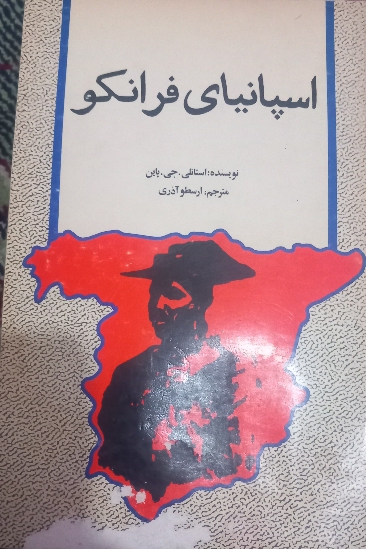 اسپانیای فرانکو
نویسنده: استانلی.جی.پاین
مترجم: ارسطو آذری